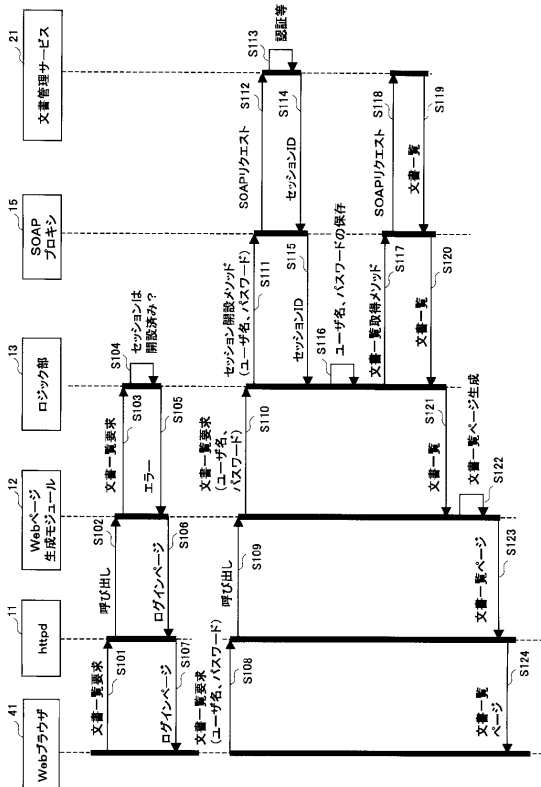 41
Webブラウザ
11
httpd
12
Webページ
生成モジュール
13
ロジック部
15
SOAP
プロキシ
21
文書管理サービス
文書一覧要求
S101
呼び出し
S102
文書一覧要求
S103
S104
セッションは
開設済み?
エラー
S105
ログインページ
S106
ログインページ
S107
文書一覧要求
(ユーザ名、パスワード)
S108
呼び出し
S109
文書一覧要求
(ユーザ名、
パスワード)
S110
セッション開設メソッド
(ユーザ名、パスワード)
S111
SOAPリクエスト
S112
S113
認証等
セッションID
S114
セッションID
S115
S116
ユーザ名、パスワードの保存
文書一覧取得メソッド
S117
SOAPリクエスト
S118
文書一覧
S119
文書一覧
S120
文書一覧
S121
文書一覧ページ生成
S122
文書一覧ページ
S123
文書一覧
ページ
S124